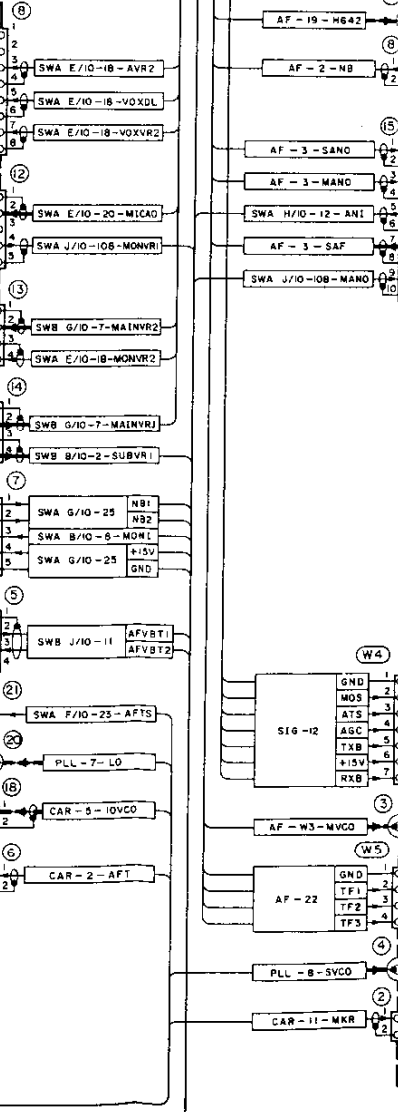 8
1
2
3 SWA E/10-18-AVR2
4
5 SWA E/10-18-VOXDL
6
7 SWA E/10-18-VOXVR2
8
12
1
2 SWA E/10-20-MICAO
3
4 SWA J/10-10B-MONVR1
5
13
1
2 SWB G/10-7-MAINVR2
3
4 SWA E/10-18-MONVR2
14
1
2 SWB G/10-7-MAINVR1
3
4 SWB B/10-2-SUBVR1
7
1 SWA G/10-25 NB1
2 NB2
3 SWA B/10-6-MONI
4 SWA G/10-25 +15V
5 GND
5
1
2 SWB J/10-11 AFVBT1
3 AFVBT2
4
21
SWA F/10-23-AFTS
20
PLL-7-LO
18
1 CAR-5-10VCO
2
6
1 CAR-2-AFT
2
AF-19-H642
8
AF-2-NB 1
2
15
AF-3-SANO 1
2
AF-3-MANO 3
4
SWA H/10-12-ANI 5
6
AF-3-SAF 7
8
SWA J/10-10B-MANO 9
10
W4
SIG-12 GND 1
MOS 2
ATS 3
AGC 4
TXB 5
+15V 6
RXB 7
3
AF-W3-MVCO
W5
AF-22 GND 1
TF1 2
TF2 3
TF3 4
4
PLL-8-SVCO
2
CAR-11-MKR 1
2